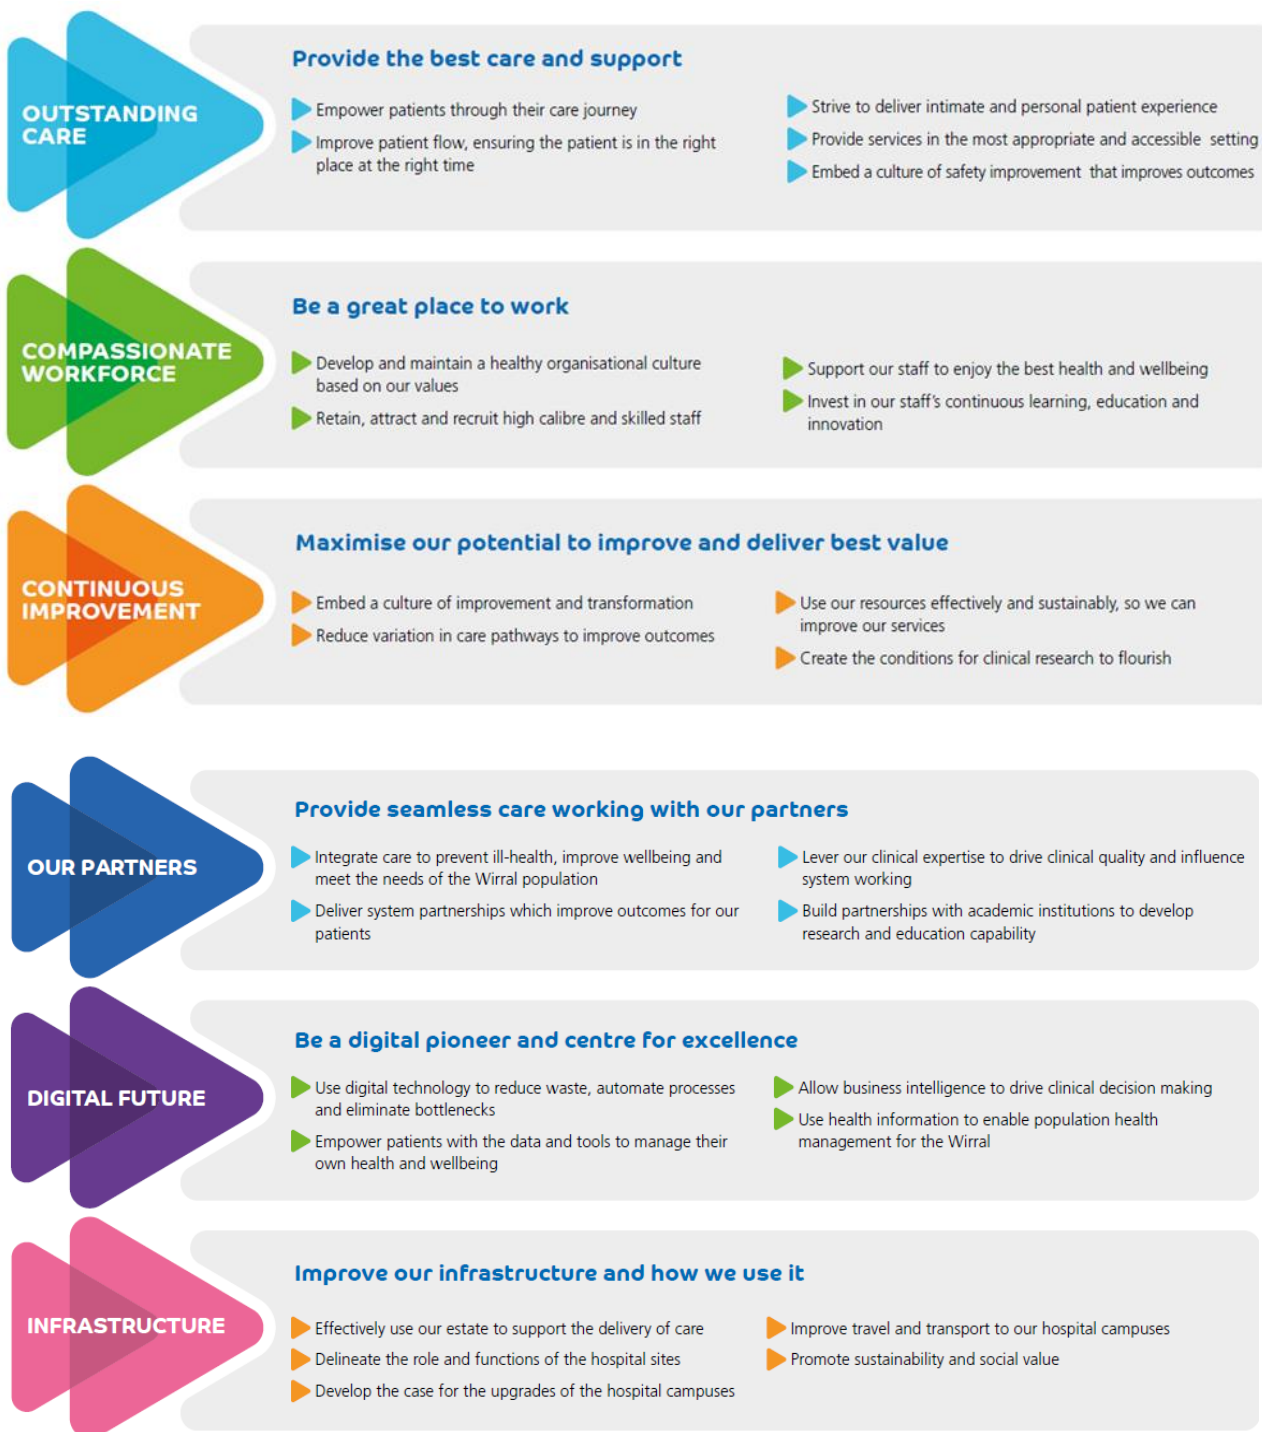 OUTSTANDING
CARE
Provide the best care and support
Empower patients through their care journey
Improve patient flow, ensuring the patient is in the right
place at the right time
Strive to deliver intimate and personal patient experience
Provide services in the most appropriate and accessible setting
Embed a culture of safety improvement that improves outcomes
COMPASSIONATE
WORKFORCE
Be a great place to work
Develop and maintain a healthy organisational culture
based on our values
Retain, attract and recruit high calibre and skilled staff
Support our staff to enjoy the best health and wellbeing
Invest in our staff's continuous learning, education and
innovation
CONTINUOUS
IMPROVEMENT
Maximise our potential to improve and deliver best value
Embed a culture of improvement and transformation
Reduce variation in care pathways to improve outcomes
Use our resources effectively and sustainably, so we can
improve our services
Create the conditions for clinical research to flourish
OUR PARTNERS
Provide seamless care working with our partners
Integrate care to prevent ill-health, improve wellbeing and
meet the needs of the Wirral population
Deliver system partnerships which improve outcomes for our
patients
Lever our clinical expertise to drive clinical quality and influence
system working
Build partnerships with academic institutions to develop
research and education capability
DIGITAL FUTURE
Be a digital pioneer and centre for excellence
Use digital technology to reduce waste, automate processes
and eliminate bottlenecks
Empower patients with the data and tools to manage their
own health and wellbeing
Allow business intelligence to drive clinical decision making
Use health information to enable population health
management for the Wirral
INFRASTRUCTURE
Improve our infrastructure and how we use it
Effectively use our estate to support the delivery of care
Delineate the role and functions of the hospital sites
Develop the case for the upgrades of the hospital campuses
Improve travel and transport to our hospital campuses
Promote sustainability and social value